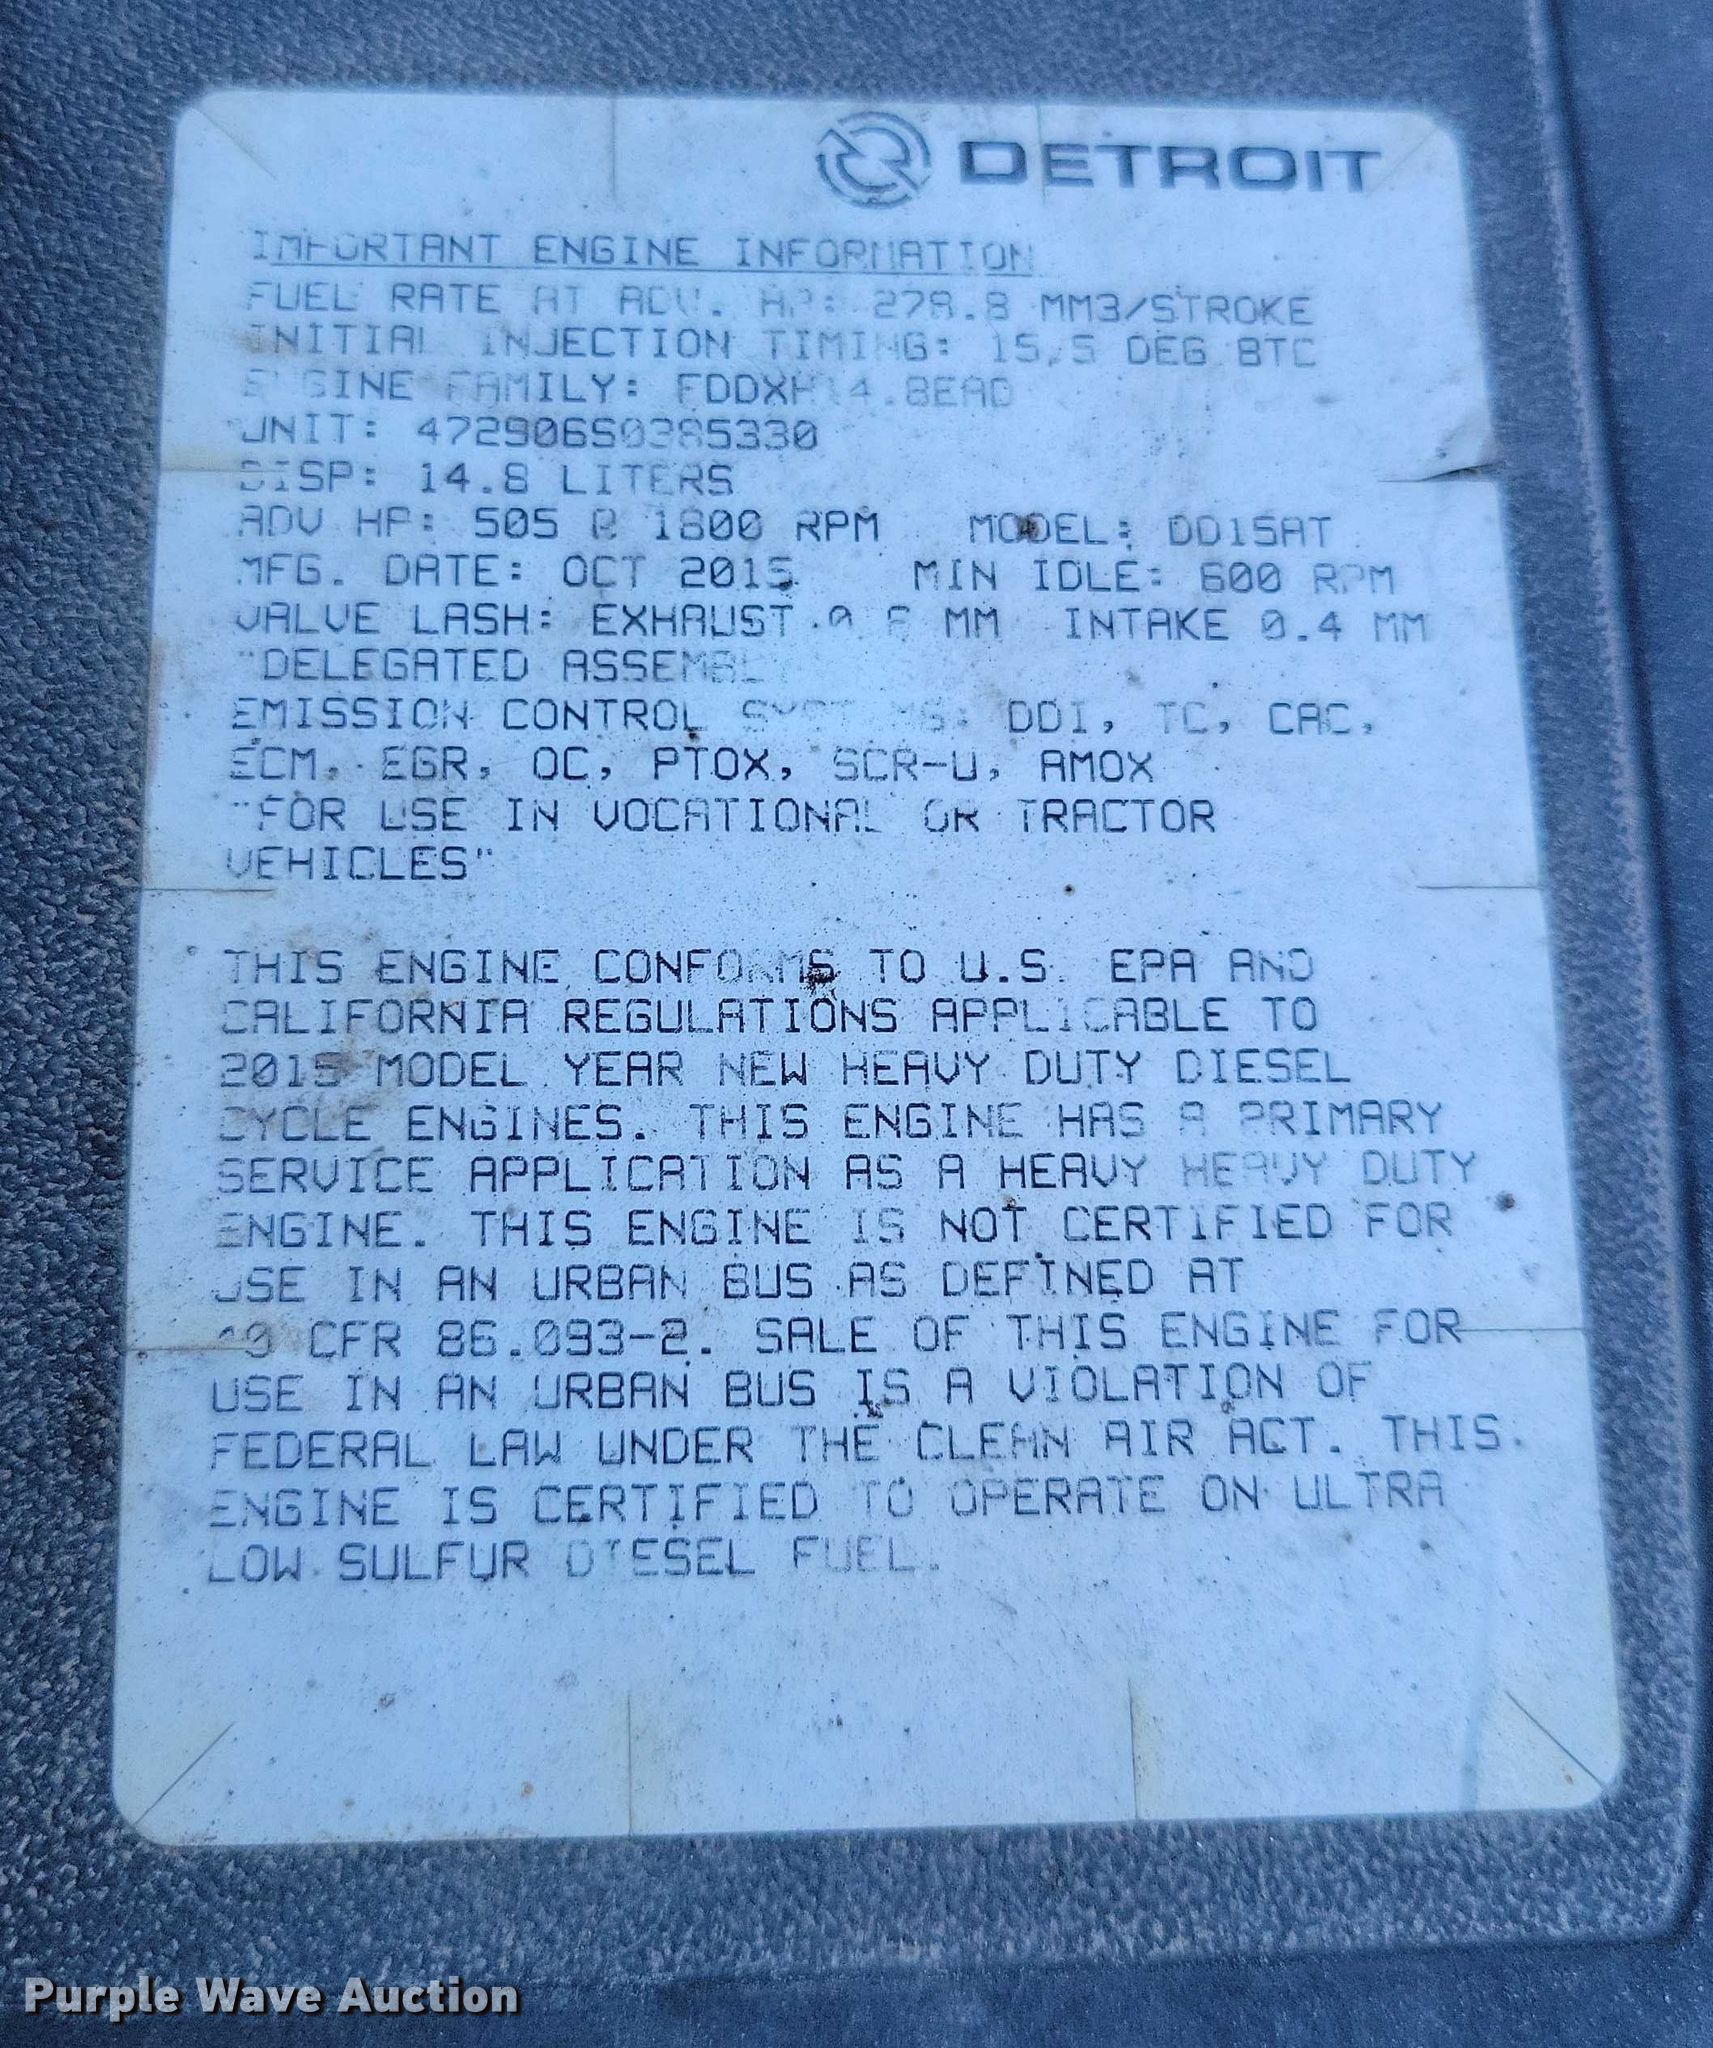 DETROIT
IMPORTANT ENGINE INFORMATION
FUEL RATE AT ADV. HP: 278.8 MM3/STROKE
INITIAL INJECTION TIMING: 15.5 DEG BTC
ENGINE FAMILY: FDDXH14.8EAD
UNIT: 472906S0385330
DISP: 14.8 LITERS
ADV HP: 505 @ 1800 RPM MODEL: DD15AT
MFG. DATE: OCT 2015 MIN IDLE: 600 RPM
VALVE LASH: EXHAUST MM INTAKE 0.4 MM
"DELEGATED ASSEMBLY
EMISSION CONTROL SYSTEMS: DDI, TC, CAC,
ECM, EGR, OC, PTOX, SCR-U, AMOX
"FOR USE IN VOCATIONAL OR TRACTOR
VEHICLES"
THIS ENGINE CONFORMS TO U.S. EPA AND
CALIFORNIA REGULATIONS APPLICABLE TO
2015 MODEL YEAR NEW HEAVY DUTY DIESEL
CYCLE ENGINES. THIS ENGINE HAS A PRIMARY
SERVICE APPLICATION AS A HEAVY HEAVY DUTY
ENGINE. THIS ENGINE IS NOT CERTIFIED FOR
USE IN AN URBAN BUS AS DEFINED AT
40 CFR 86.093-2. SALE OF THIS ENGINE FOR
USE IN AN URBAN BUS IS A VIOLATION OF
FEDERAL LAW UNDER THE CLEAN AIR ACT. THIS
ENGINE IS CERTIFIED TO OPERATE ON ULTRA
LOW SULFUR DIESEL FUEL.
Purple Wave Auction